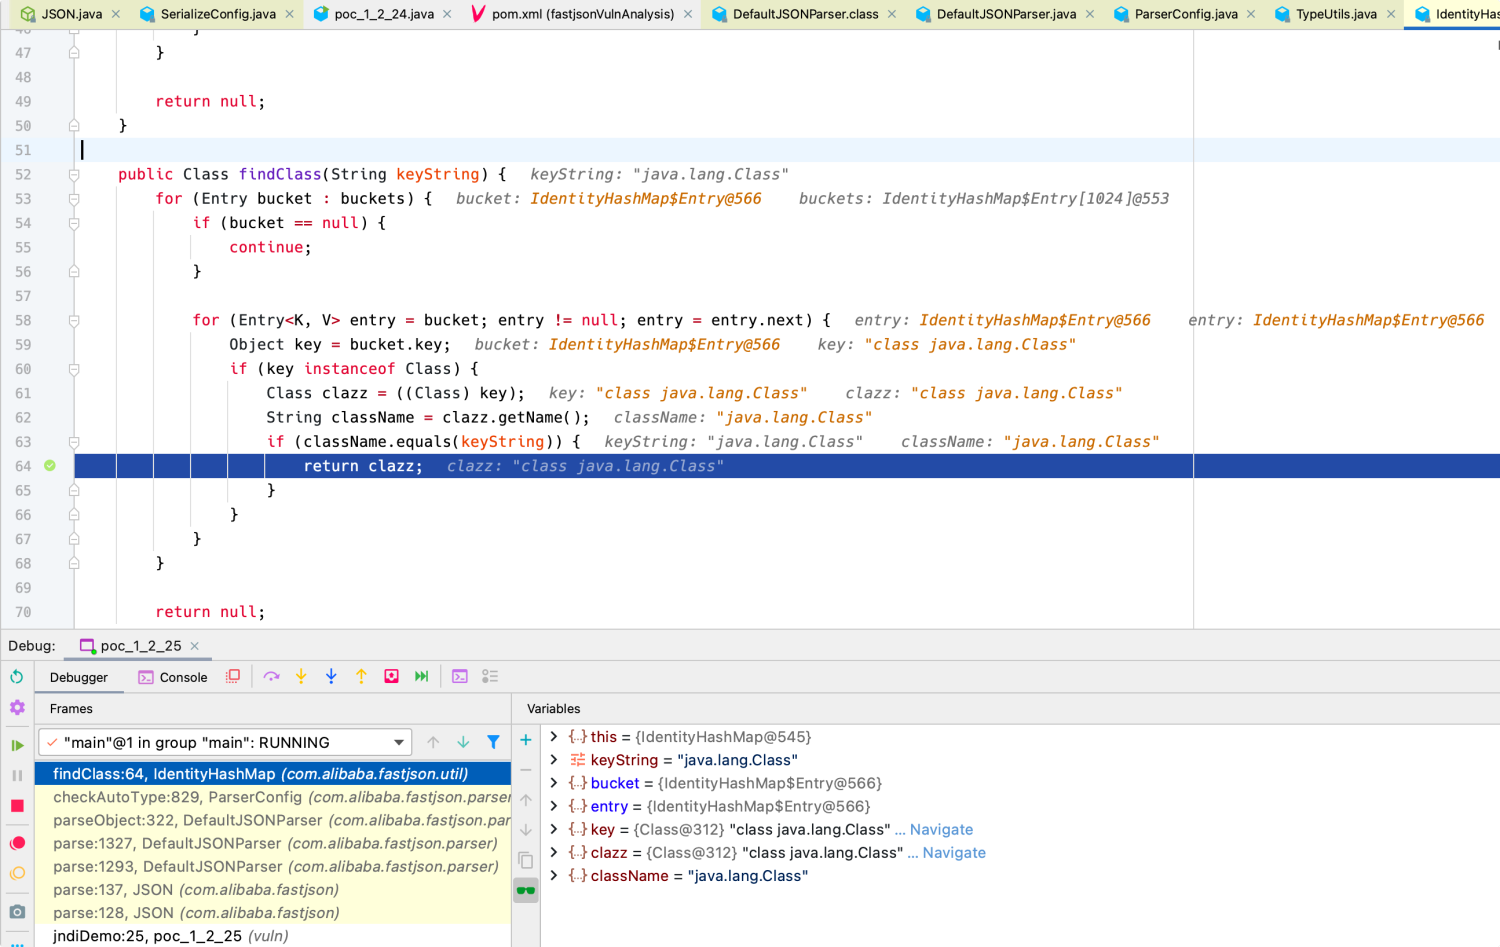 JSON.java × SerializeConfig.java × poc_1_2_24.java × pom.xml (fastjsonVulnAnalysis) × DefaultJSONParser.class × DefaultJSONParser.java × ParserConfig.java × TypeUtils.java × IdentityHas
46 }
47 }
48
49 return null;
50 }
51
52 public Class findClass(String keyString) { keyString: "java.lang.Class"
53 for (Entry bucket : buckets) { bucket: IdentityHashMap$Entry@566 buckets: IdentityHashMap$Entry[1024]@553
54 if (bucket == null) {
55 continue;
56 }
57
58 for (Entry<K, V> entry = bucket; entry != null; entry = entry.next) { entry: IdentityHashMap$Entry@566 entry: IdentityHashMap$Entry@566
59 Object key = bucket.key; bucket: IdentityHashMap$Entry@566 key: "class java.lang.Class"
60 if (key instanceof Class) {
61 Class clazz = ((Class) key); key: "class java.lang.Class" clazz: "class java.lang.Class"
62 String className = clazz.getName(); className: "java.lang.Class"
63 if (className.equals(keyString)) { keyString: "java.lang.Class" className: "java.lang.Class"
64 return clazz; clazz: "class java.lang.Class"
65 }
66 }
67 }
68 }
69
70 return null;
Debug: poc_1_2_25 ×
Debugger Console
Frames
Variables
"main"@1 in group "main": RUNNING
findClass:64, IdentityHashMap (com.alibaba.fastjson.util)
checkAutoType:829, ParserConfig (com.alibaba.fastjson.parser
parseObject:322, DefaultJSONParser (com.alibaba.fastjson.par
parse:1327, DefaultJSONParser (com.alibaba.fastjson.parser)
parse:1293, DefaultJSONParser (com.alibaba.fastjson.parser)
parse:137, JSON (com.alibaba.fastjson)
parse:128, JSON (com.alibaba.fastjson)
jndiDemo:25, poc_1_2_25 (vuln)
this = {IdentityHashMap@545}
keyString = "java.lang.Class"
bucket = {IdentityHashMap$Entry@566}
entry = {IdentityHashMap$Entry@566}
key = {Class@312} "class java.lang.Class" ... Navigate
clazz = {Class@312} "class java.lang.Class" ... Navigate
className = "java.lang.Class"